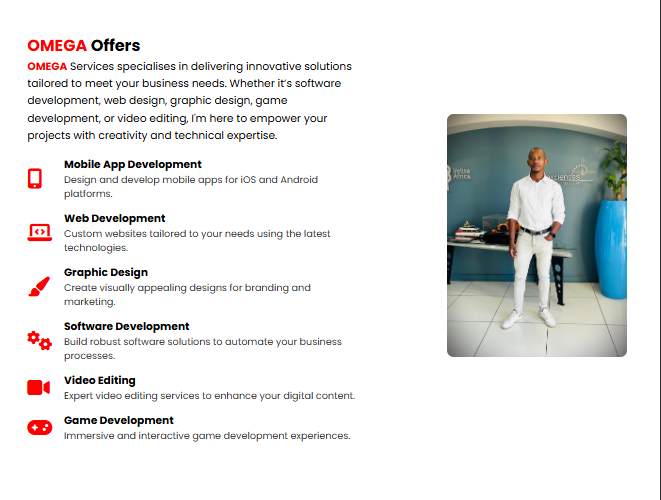 OMEGA Offers
OMEGA Services specialises in delivering innovative solutions
tailored to meet your business needs. Whether it's software
development, web design, graphic design, game
development, or video editing, I'm here to empower your
projects with creativity and technical expertise.
Mobile App Development
Design and develop mobile apps for iOS and Android
platforms.
Web Development
Custom websites tailored to your needs using the latest
technologies.
Graphic Design
Create visually appealing designs for branding and
marketing.
Software Development
Build robust software solutions to automate your business
processes.
Video Editing
Expert video editing services to enhance your digital content.
Game Development
Immersive and interactive game development experiences.
Africa